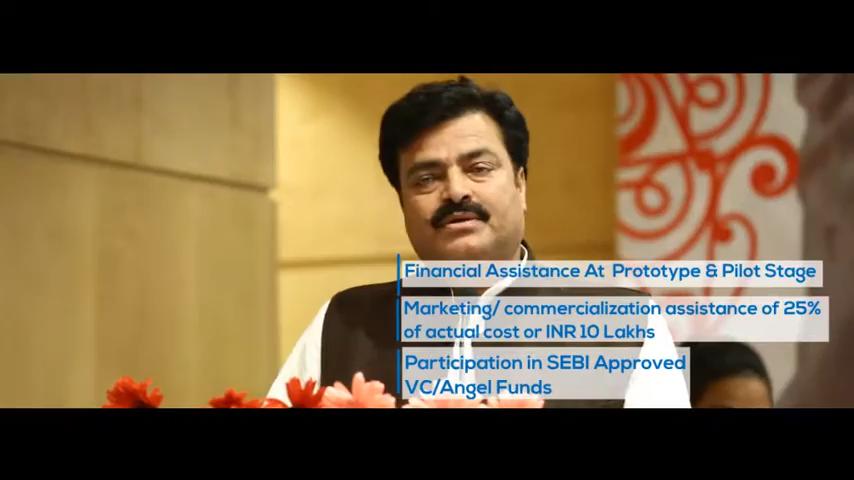 Financial Assistance At Prototype & Pilot Stage
Marketing/ commercialization assistance of 25%
of actual cost or INR 10 Lakhs
Participation in SEBI Approved
VC/Angel Funds